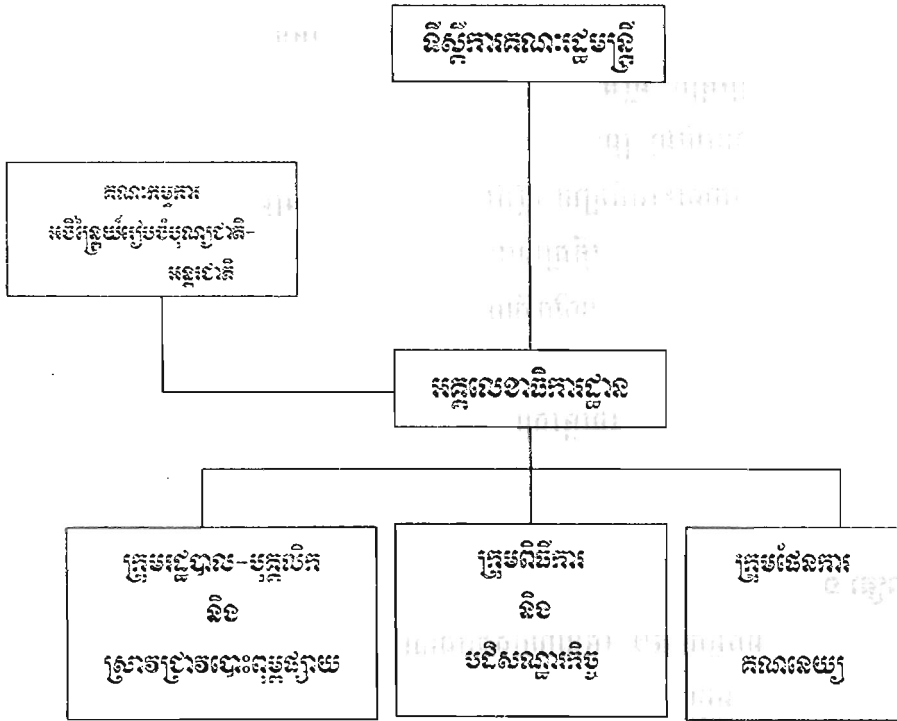 ទីស្តីការគណៈរដ្ឋមន្ត្រី
គណៈកម្មការ
អចិន្ត្រៃយ៍រៀបចំបុណ្យជាតិ-
អន្តរជាតិ
អគ្គលេខាធិការដ្ឋាន
ក្រុមរដ្ឋបាល-បុគ្គលិក
និង
ស្រាវជ្រាវបោះពុម្ពផ្សាយ
ក្រុមពិធីការ
និង
បដិសណ្ឋារកិច្ច
ក្រុមផែនការ
គណនេយ្យ